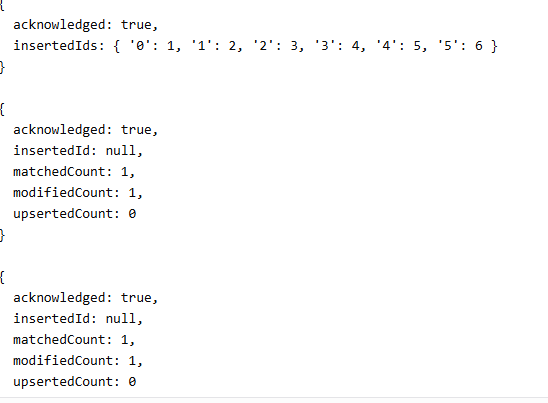 {
  acknowledged: true,
  insertedIds: { '0': 1, '1': 2, '2': 3, '3': 4, '4': 5, '5': 6 }
}
{
  acknowledged: true,
  insertedId: null,
  matchedCount: 1,
  modifiedCount: 1,
  upsertedCount: 0
}
{
  acknowledged: true,
  insertedId: null,
  matchedCount: 1,
  modifiedCount: 1,
  upsertedCount: 0